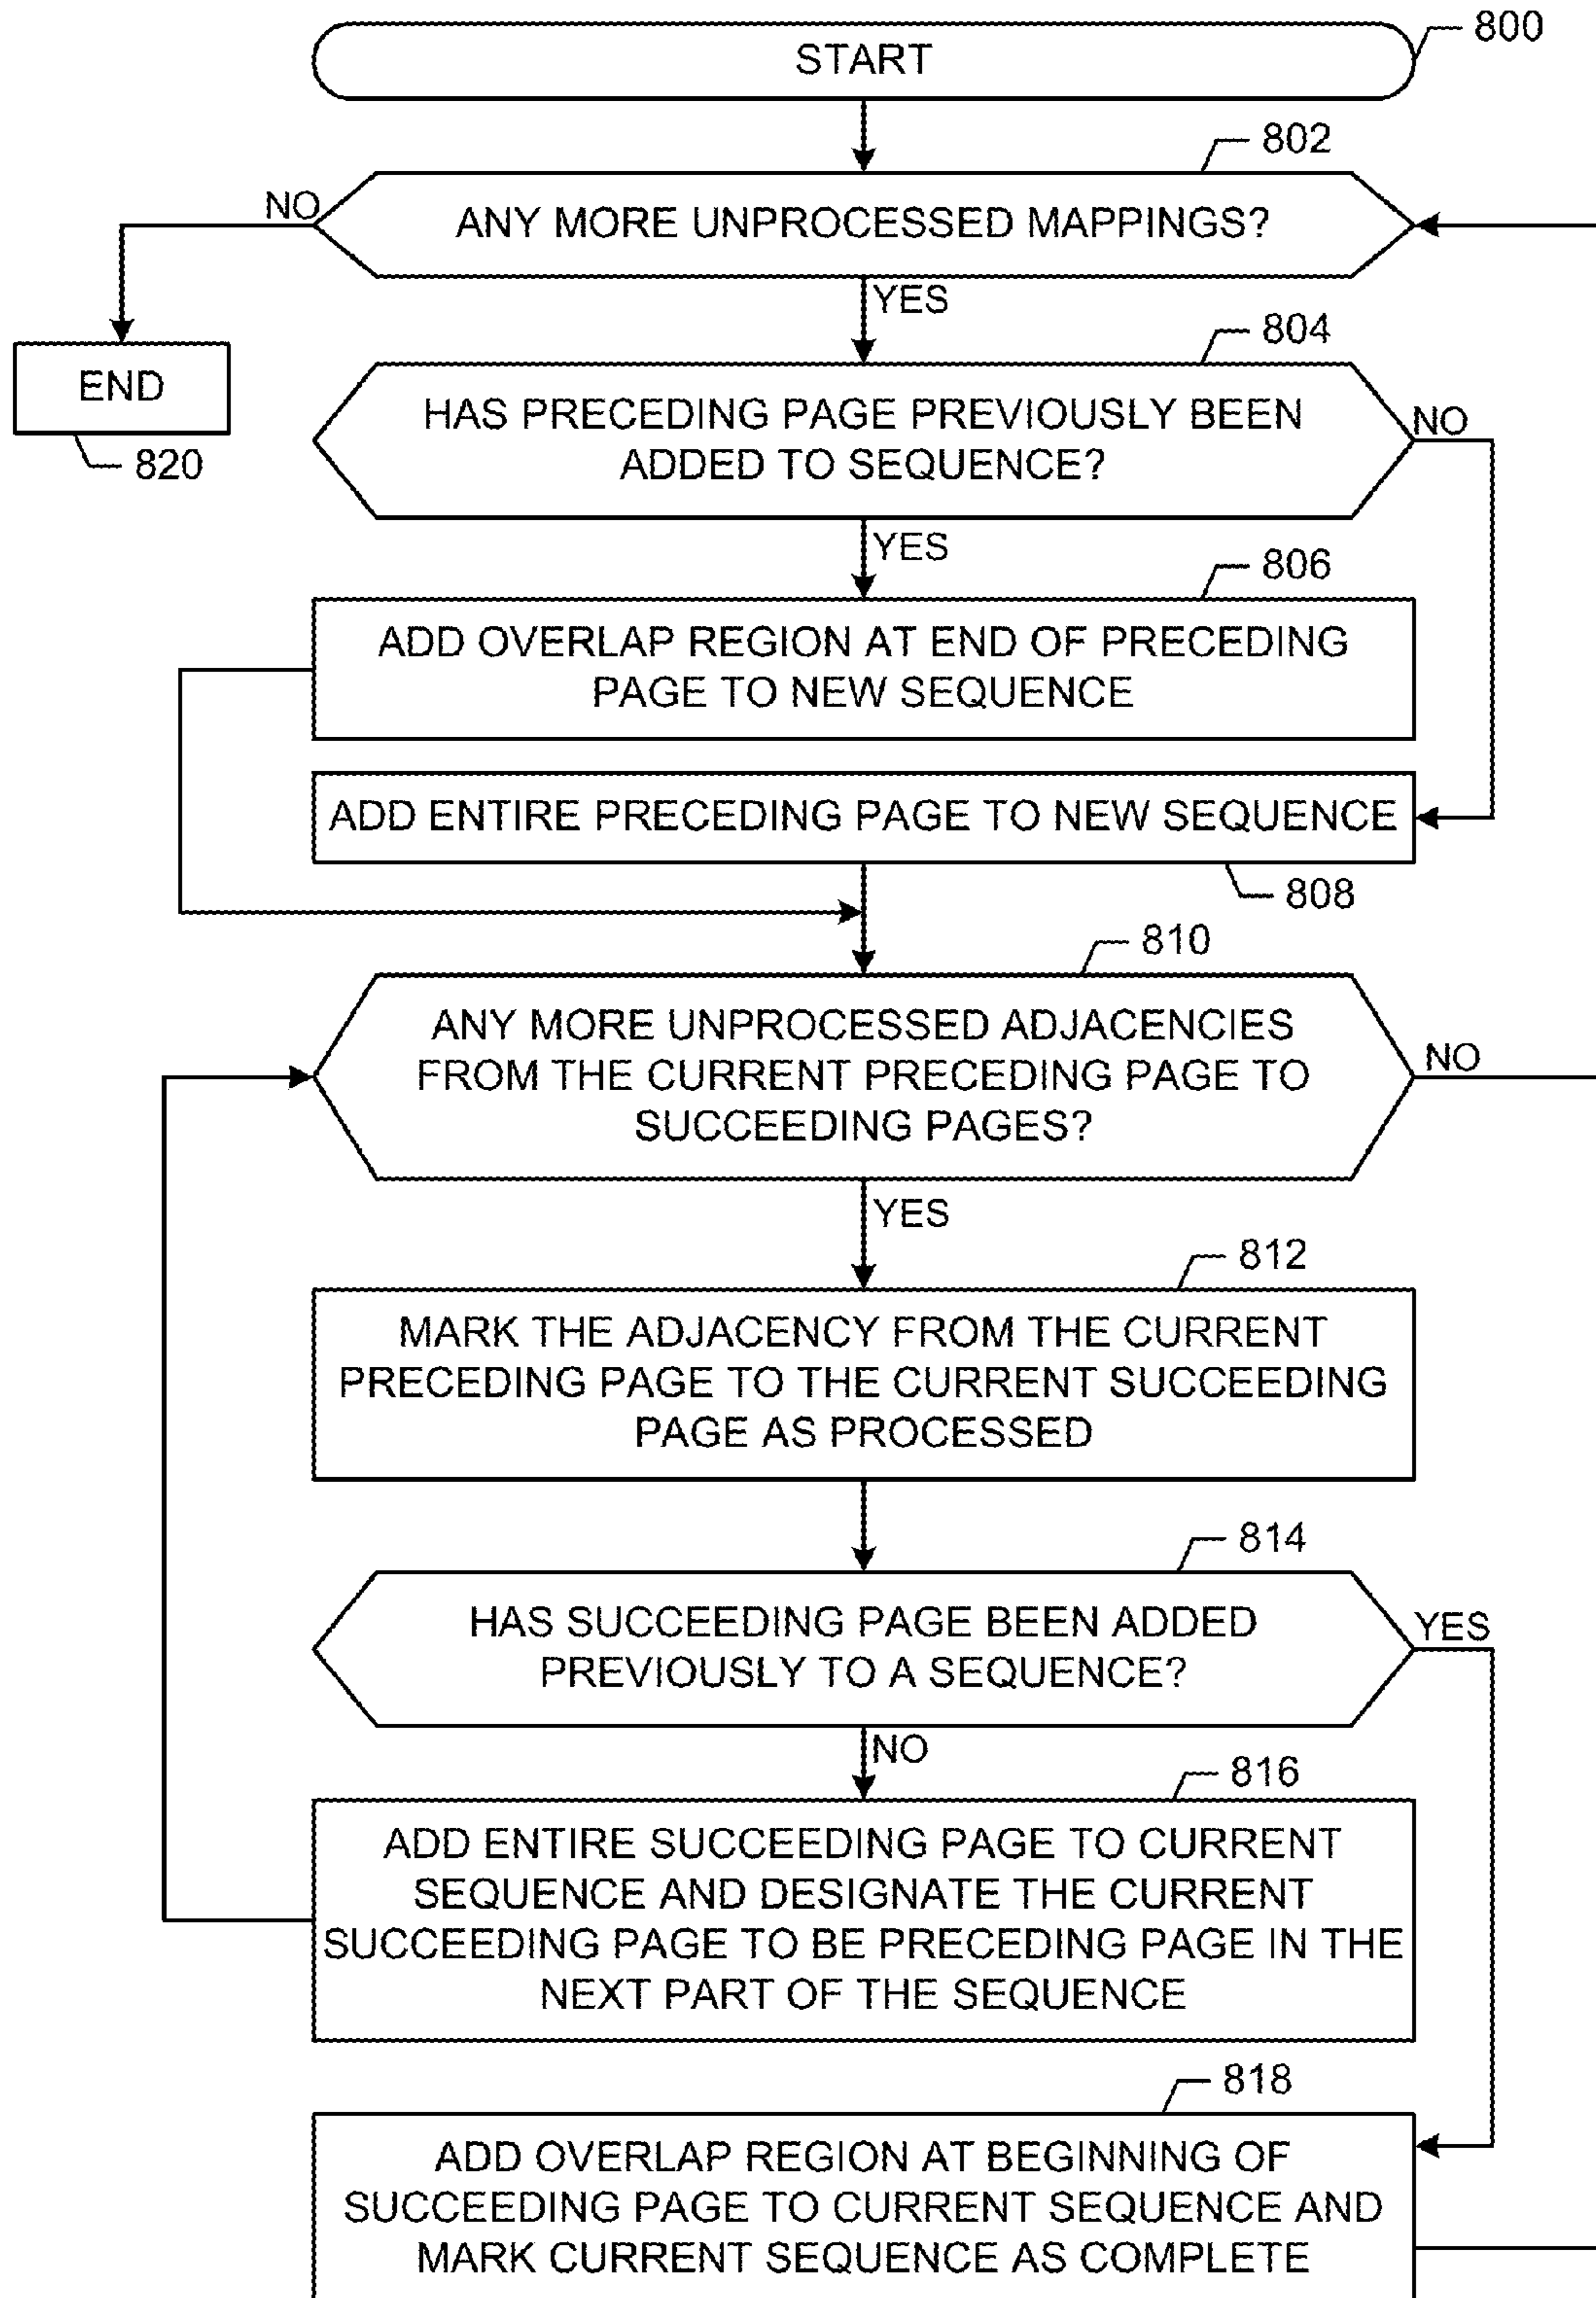 START
800
802
NO
ANY MORE UNPROCESSED MAPPINGS?
YES
804
END
820
HAS PRECEDING PAGE PREVIOUSLY BEEN
ADDED TO SEQUENCE?
NO
YES
806
ADD OVERLAP REGION AT END OF PRECEDING
PAGE TO NEW SEQUENCE
ADD ENTIRE PRECEDING PAGE TO NEW SEQUENCE
808
810
ANY MORE UNPROCESSED ADJACENCIES
FROM THE CURRENT PRECEDING PAGE TO
SUCCEEDING PAGES?
NO
YES
812
MARK THE ADJACENCY FROM THE CURRENT
PRECEDING PAGE TO THE CURRENT SUCCEEDING
PAGE AS PROCESSED
814
HAS SUCCEEDING PAGE BEEN ADDED
PREVIOUSLY TO A SEQUENCE?
YES
NO
816
ADD ENTIRE SUCCEEDING PAGE TO CURRENT
SEQUENCE AND DESIGNATE THE CURRENT
SUCCEEDING PAGE TO BE PRECEDING PAGE IN THE
NEXT PART OF THE SEQUENCE
818
ADD OVERLAP REGION AT BEGINNING OF
SUCCEEDING PAGE TO CURRENT SEQUENCE AND
MARK CURRENT SEQUENCE AS COMPLETE